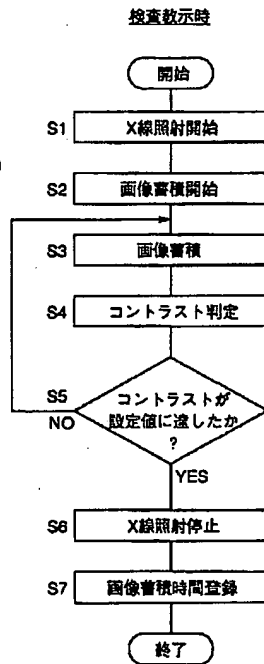 検査教示時
開始
S1 X線照射開始
S2 画像蓄積開始
S3 画像蓄積
S4 コントラスト判定
S5 コントラストが
設定値に達したか
?
NO
YES
S6 X線照射停止
S7 画像蓄積時間登録
終了